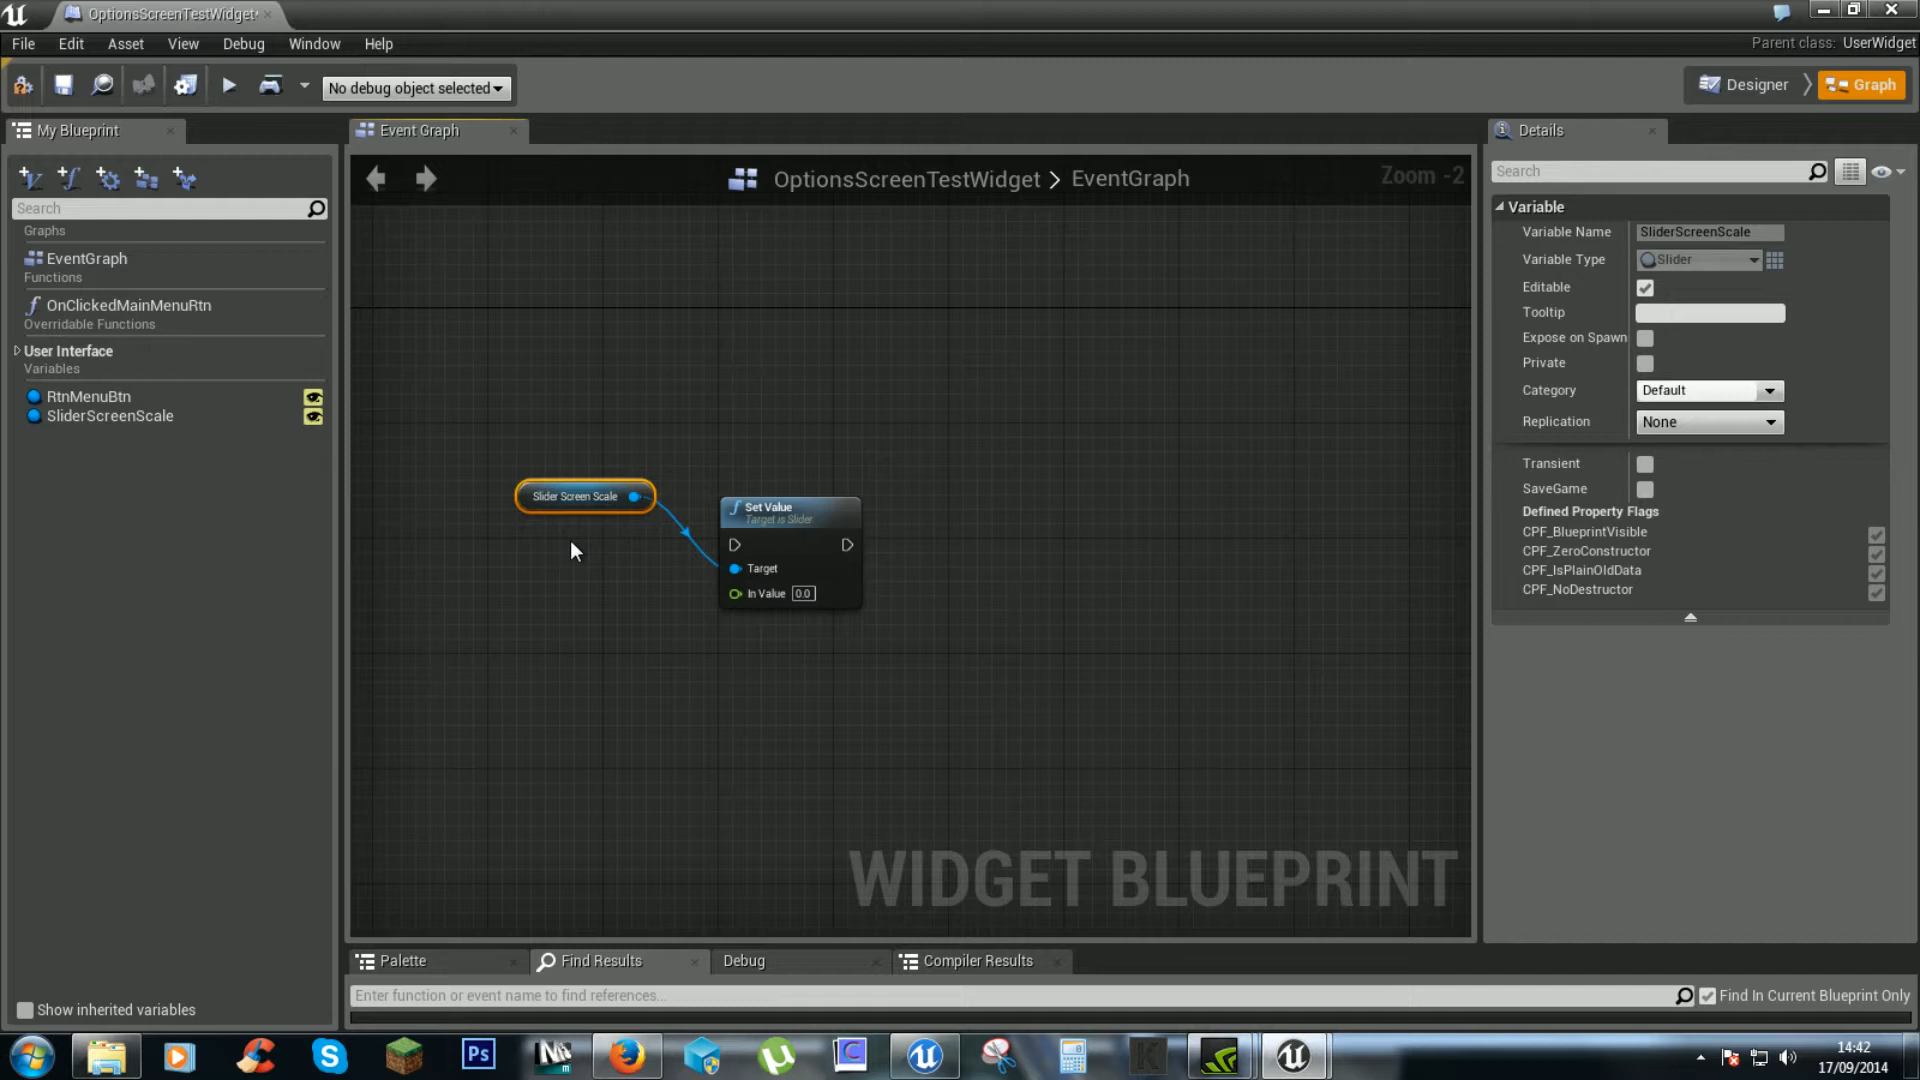 OptionsScreenTestWidget*
File Edit Asset View Debug Window Help
Parent class: UserWidget
No debug object selected
Designer
Graph
My Blueprint
Event Graph
Details
OptionsScreenTestWidget > EventGraph
Zoom -2
Search
Search
Graphs
EventGraph
Functions
OnClickedMainMenuRtn
Overridable Functions
User Interface
Variables
RtnMenuBtn
SliderScreenScale
Slider Screen Scale
Set Value
Target is Slider
Target
In Value 0.0
Variable
Variable Name SliderScreenScale
Variable Type Slider
Editable
Tooltip
Expose on Spawn
Private
Category Default
Replication None
Transient
SaveGame
Defined Property Flags
CPF_BlueprintVisible
CPF_ZeroConstructor
CPF_IsPlainOldData
CPF_NoDestructor
WIDGET BLUEPRINT
Palette
Find Results
Debug
Compiler Results
Enter function or event name to find references...
Find In Current Blueprint Only
Show inherited variables
Ps
14:42
17/09/2014